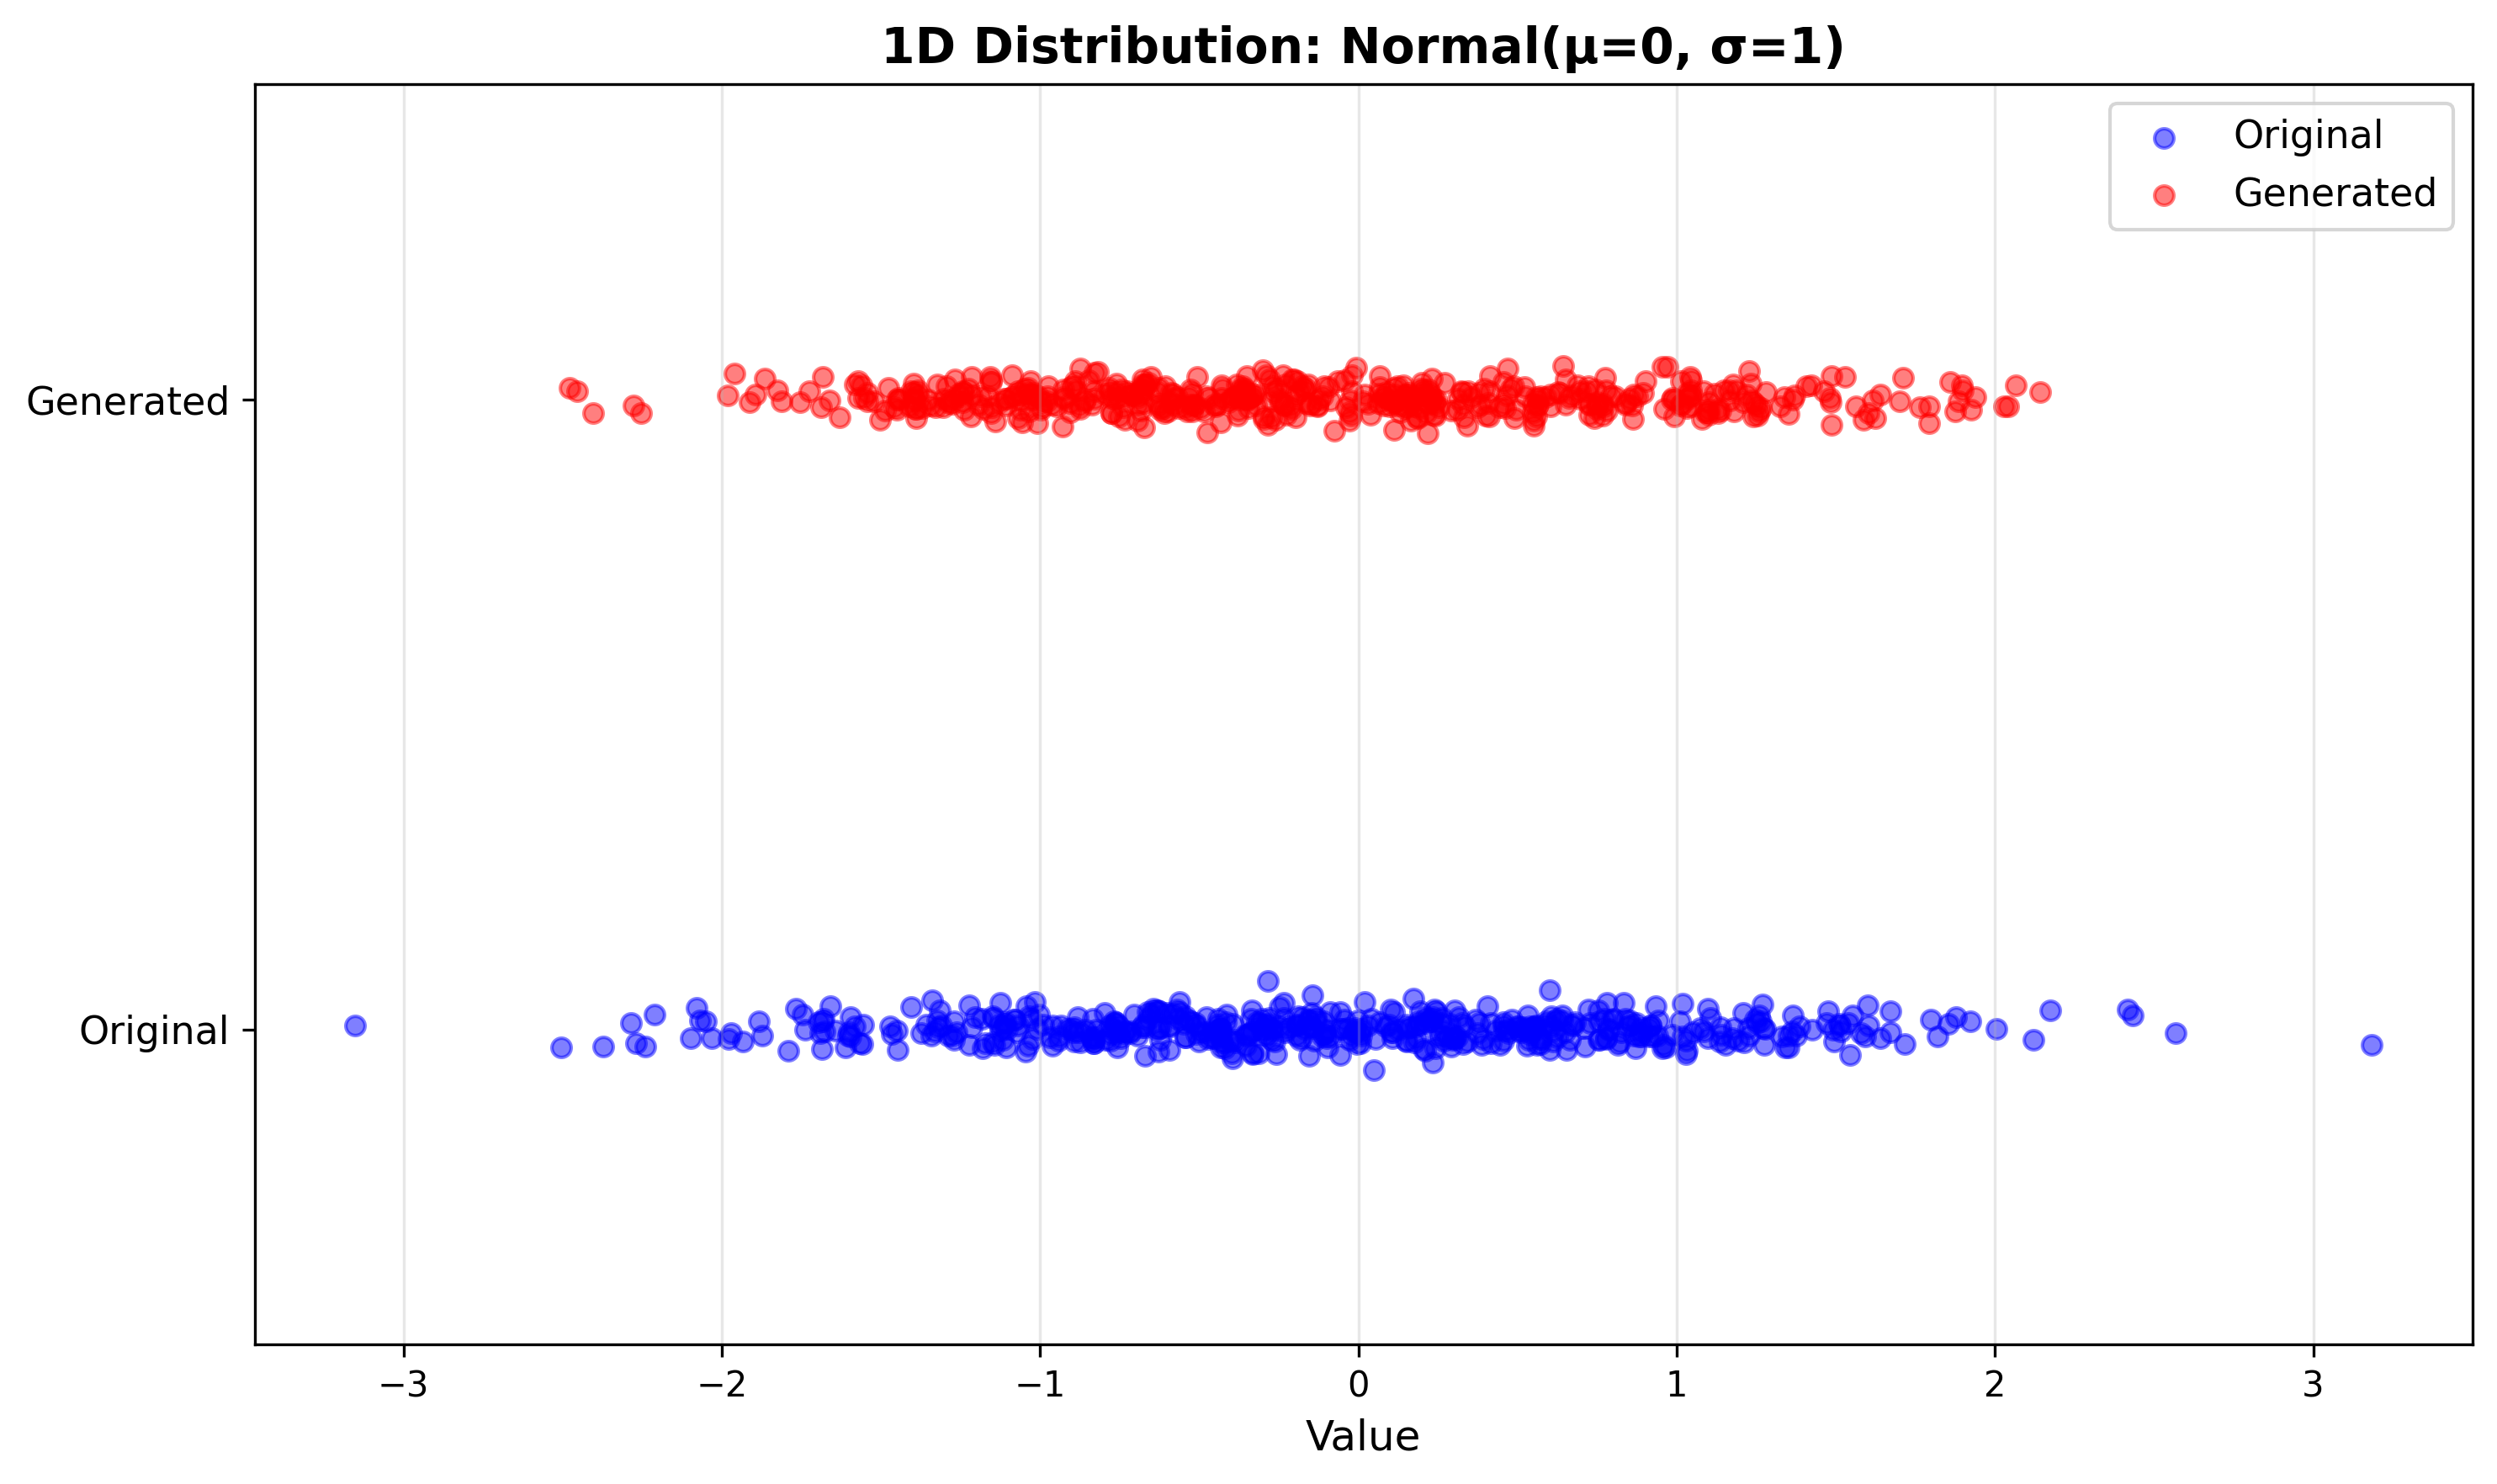 1D Distribution: Normal(μ=0, σ=1)
Original
Generated
Generated
Original
−3
−2
−1
0
1
2
3
Value